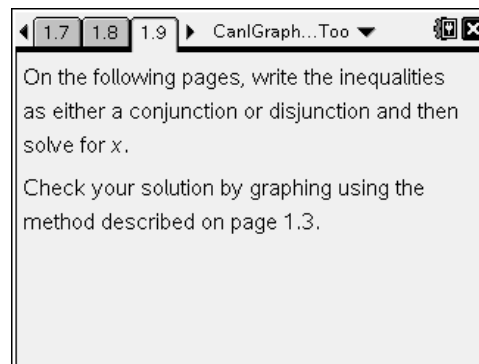 1.7 1.8 1.9 CanIGraph...Too
On the following pages, write the inequalities
as either a conjunction or disjunction and then
solve for x.
Check your solution by graphing using the
method described on page 1.3.